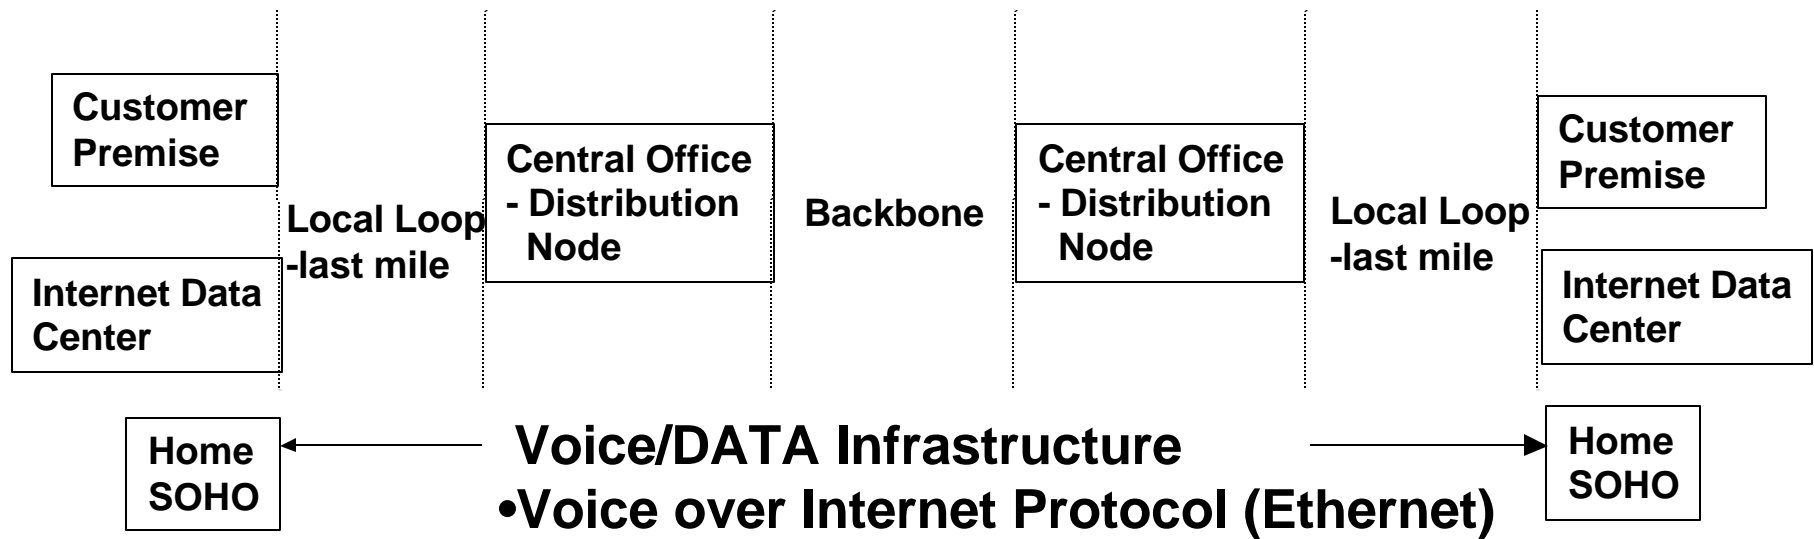 Customer
Premise
Internet Data
Center
Home
SOHO
Local Loop
-last mile
Central Office
- Distribution
Node
Backbone
Central Office
- Distribution
Node
Local Loop
-last mile
Customer
Premise
Internet Data
Center
Home
SOHO
Voice/DATA Infrastructure
•Voice over Internet Protocol (Ethernet)